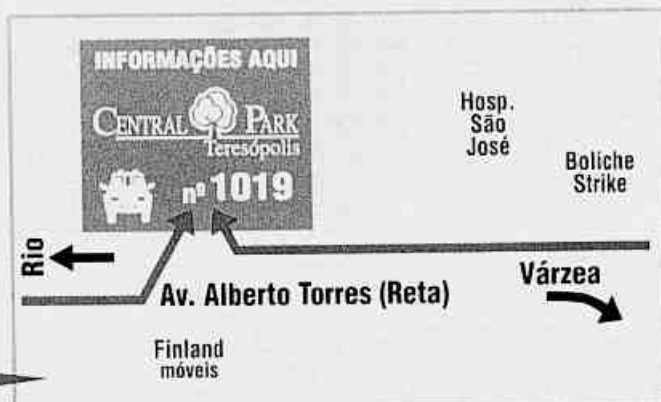 INFORMAÇÕES AQUI
CENTRAL PARK
Teresópolis
nº 1019
Hosp.
São
José
Boliche
Strike
Rio
Av. Alberto Torres (Reta)
Várzea
Finland
móveis